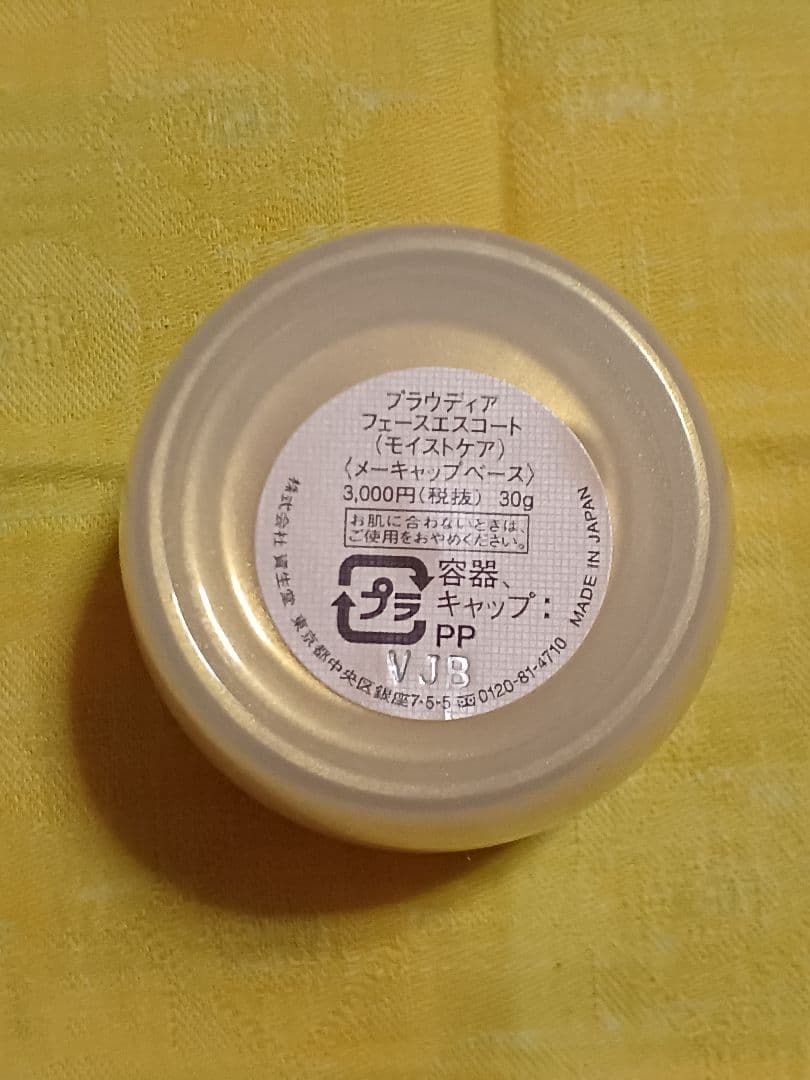 プラウディア
フェースエスコート
(モイストケア)
〈メーキャップベース〉
3,000円(税抜) 30g
お肌に合わないときは、
ご使用をおやめください。
プラ
容器、
キャップ:
PP
VJB
株式会社 資生堂 東京都中央区銀座7-5-5 0120-81-4710 MADE IN JAPAN